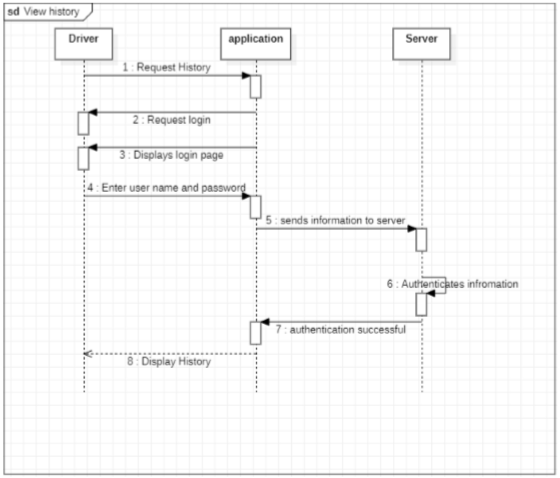 sd View history
Driver
application
Server
1 : Request History
2 : Request login
3 : Displays login page
4 : Enter user name and password
5 : sends information to server
6 : Authenticates infromation
7 : authentication successful
8 : Display History